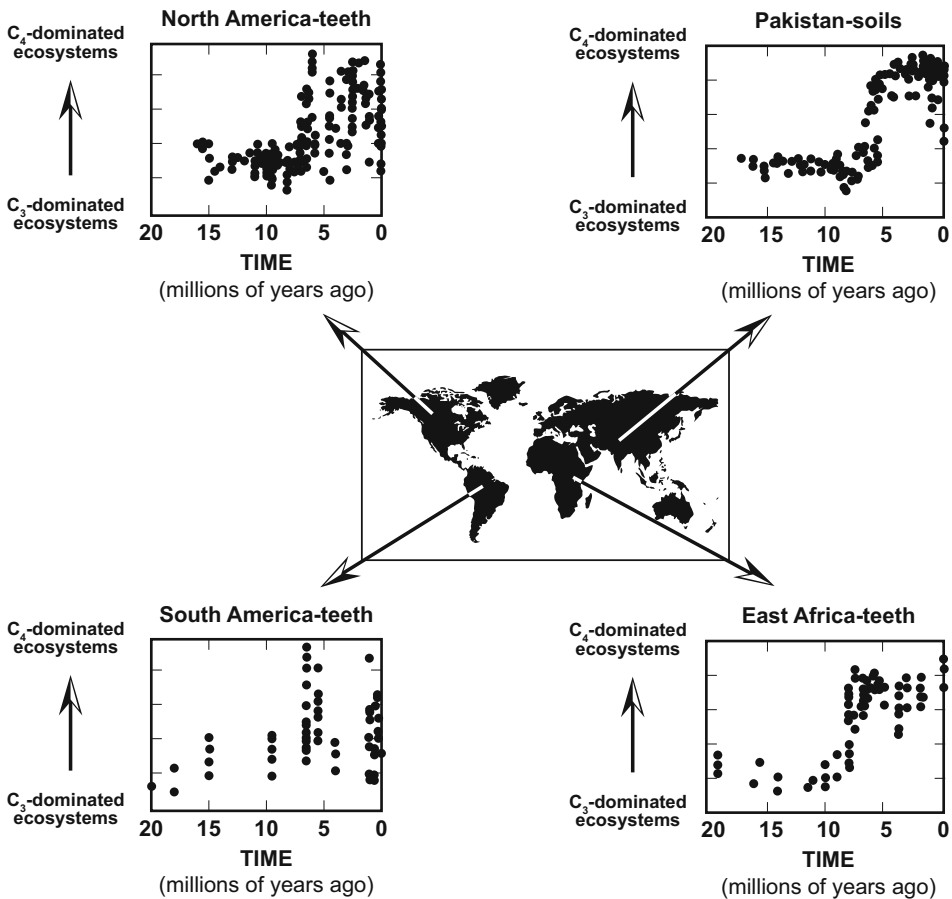 North America-teeth
C₄-dominated
ecosystems
C₃-dominated
ecosystems
20 15 10 5 0
TIME
(millions of years ago)
Pakistan-soils
C₄-dominated
ecosystems
C₃-dominated
ecosystems
20 15 10 5 0
TIME
(millions of years ago)
South America-teeth
C₄-dominated
ecosystems
C₃-dominated
ecosystems
20 15 10 5 0
TIME
(millions of years ago)
East Africa-teeth
C₄-dominated
ecosystems
C₃-dominated
ecosystems
20 15 10 5 0
TIME
(millions of years ago)